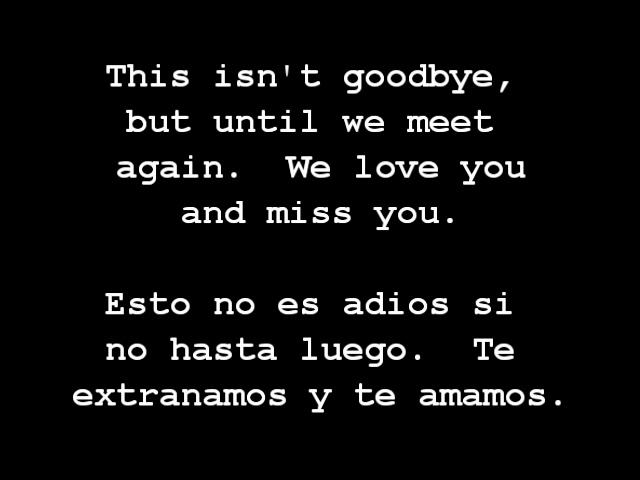 This isn't goodbye,
but until we meet
again.  We love you
and miss you.
Esto no es adios si
no hasta luego.  Te
extranamos y te amamos.